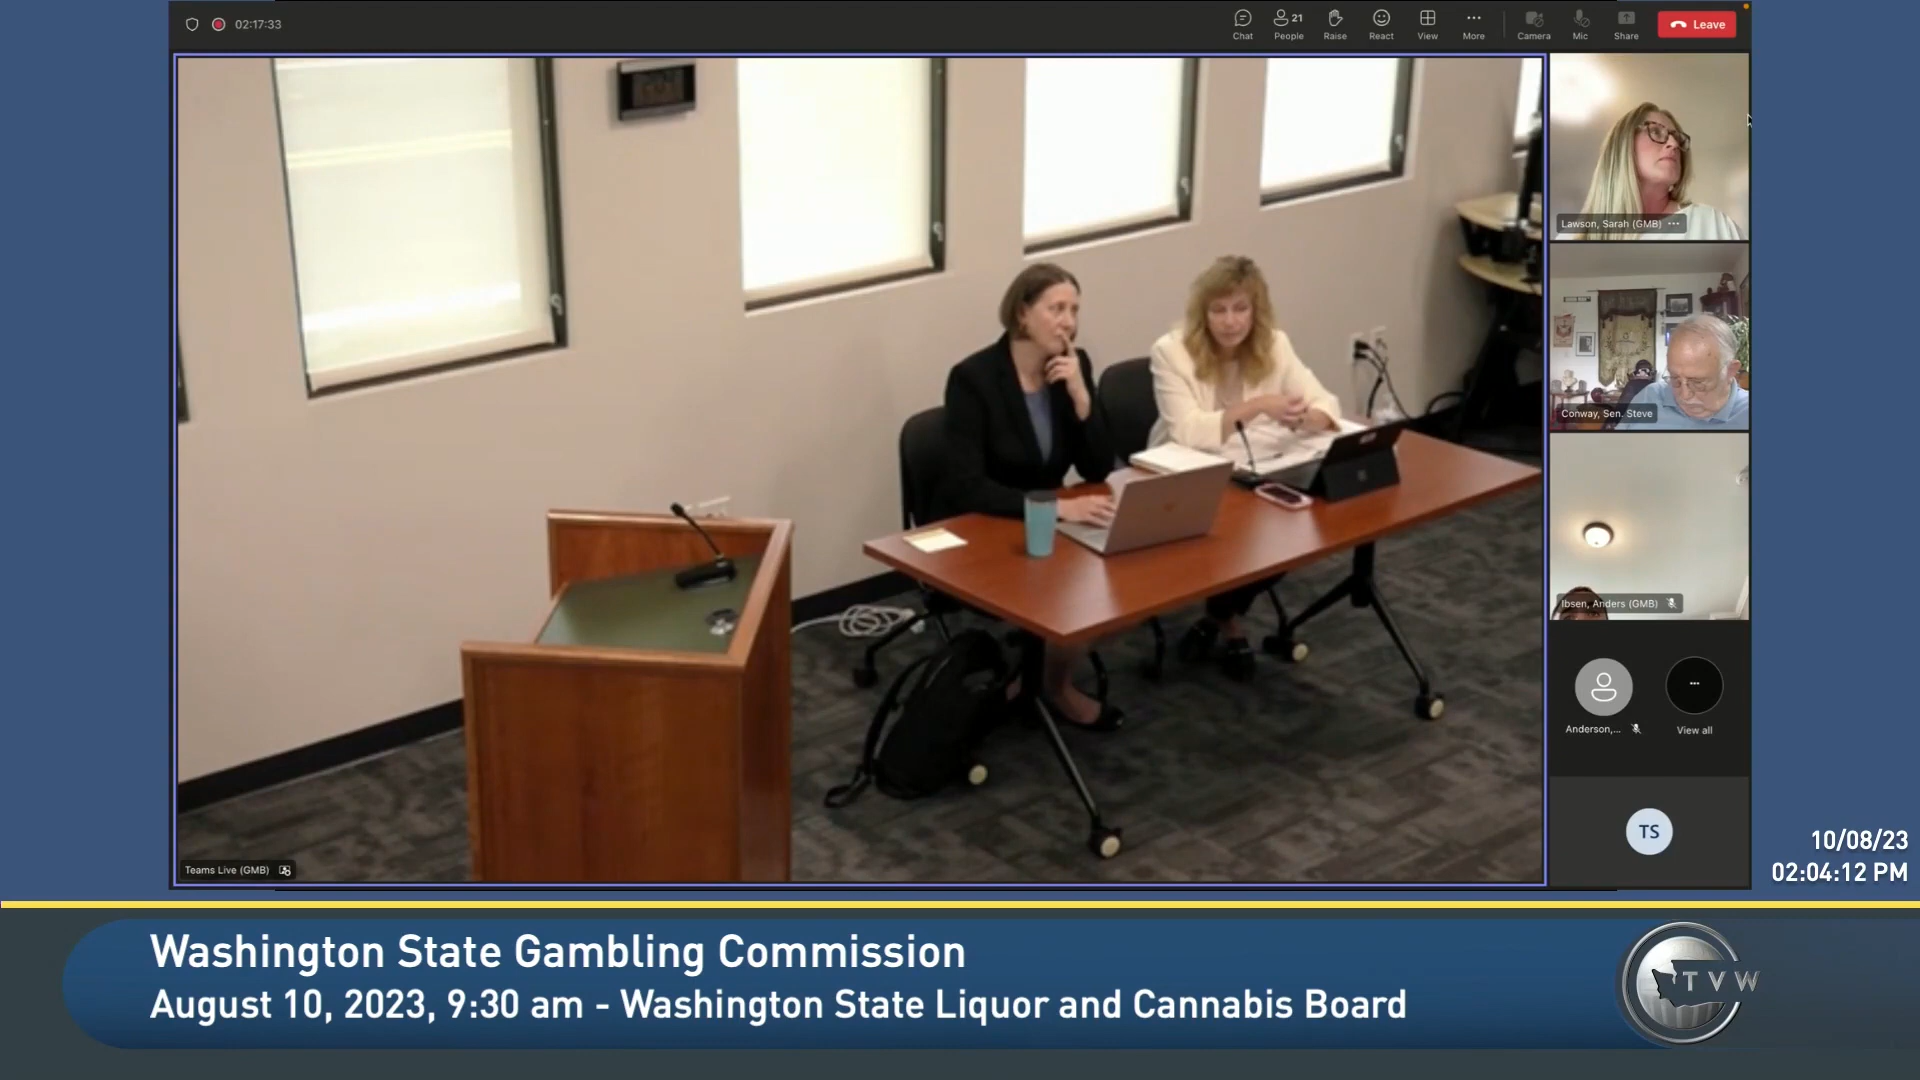 02:17:33
Chat
21
People
Raise
React
View
More
Camera
Mic
Share
Leave
Lawson, Sarah (GMB) ...
Conway, Sen. Steve
Ibsen, Anders (GMB)
Anderson,...
View all
TS
Teams Live (GMB)
10/08/23
02:04:12 PM
Washington State Gambling Commission
August 10, 2023, 9:30 am - Washington State Liquor and Cannabis Board
TVW